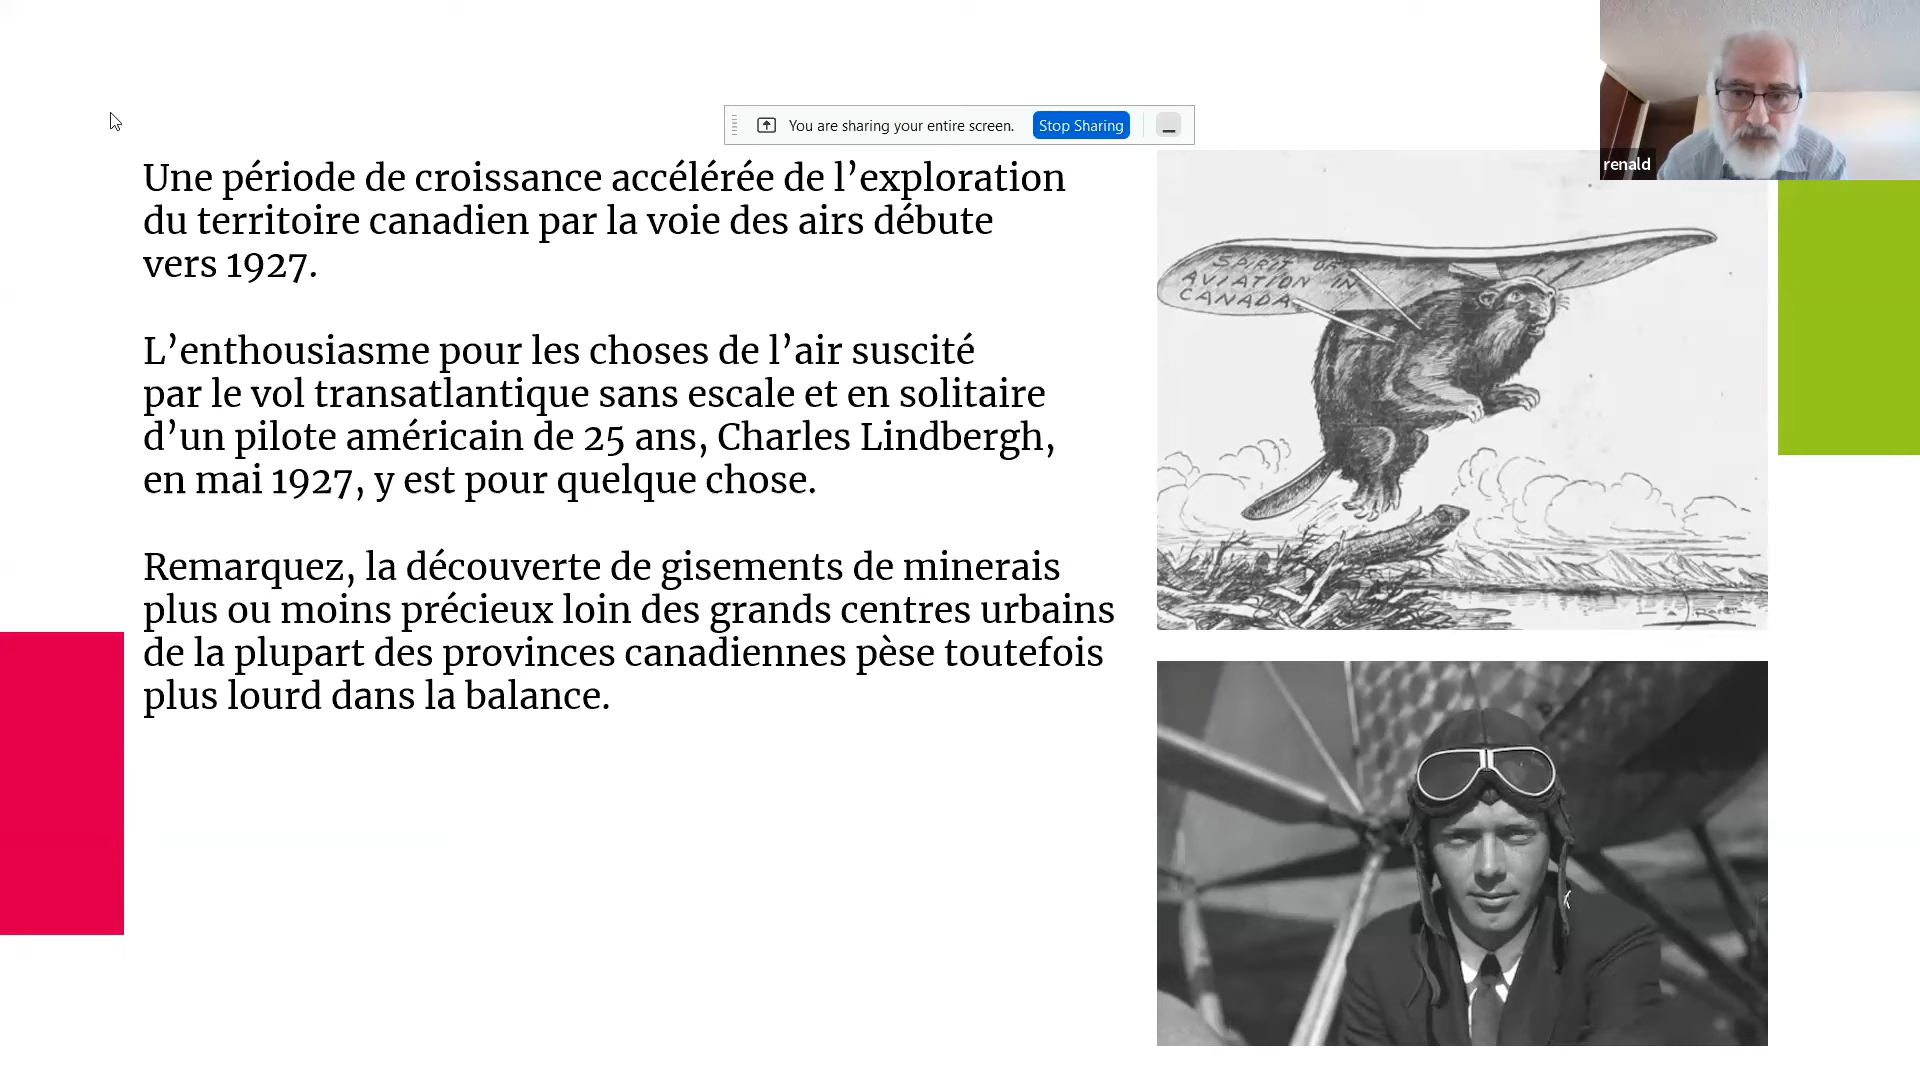 You are sharing your entire screen.
Stop Sharing
renald
Une période de croissance accélérée de l’exploration
du territoire canadien par la voie des airs débute
vers 1927.
L’enthousiasme pour les choses de l’air suscité
par le vol transatlantique sans escale et en solitaire
d’un pilote américain de 25 ans, Charles Lindbergh,
en mai 1927, y est pour quelque chose.
Remarquez, la découverte de gisements de minerais
plus ou moins précieux loin des grands centres urbains
de la plupart des provinces canadiennes pèse toutefois
plus lourd dans la balance.
SPIRIT OF
AVIATION IN
CANADA